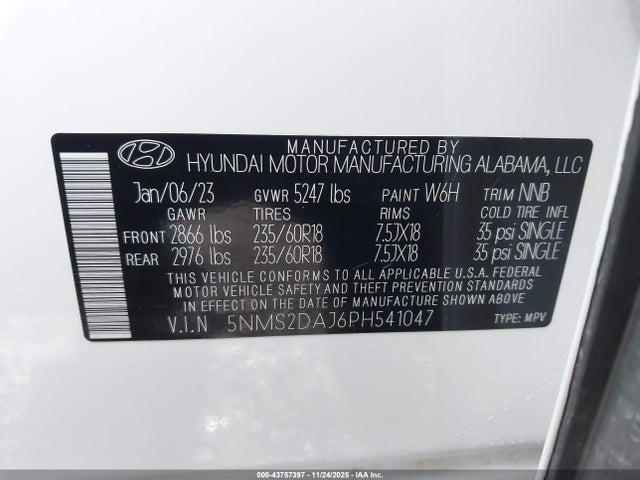 MANUFACTURED BY
HYUNDAI MOTOR MANUFACTURING ALABAMA, LLC
Jan/06/23 GVWR 5247 lbs PAINT W6H TRIM NNB
GAWR TIRES RIMS COLD TIRE INFL
FRONT 2866 lbs 235/60R18 7.5JX18 35 psi SINGLE
REAR 2976 lbs 235/60R18 7.5JX18 35 psi SINGLE
THIS VEHICLE CONFORMS TO ALL APPLICABLE U.S.A. FEDERAL
MOTOR VEHICLE SAFETY AND THEFT PREVENTION STANDARDS
IN EFFECT ON THE DATE OF MANUFACTURE SHOWN ABOVE.
V.I.N 5NMS2DAJ6PH541047 TYPE: MPV
000-43757397 - 11/24/2025 - IAA Inc. Copyright